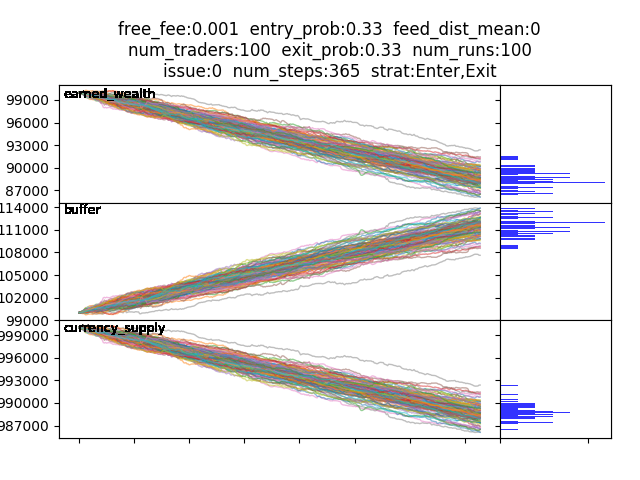 free_fee:0.001 entry_prob:0.33 feed_dist_mean:0
num_traders:100 exit_prob:0.33 num_runs:100
issue:0 num_steps:365 strat:Enter,Exit
earned_wealth
99000
96000
93000
90000
87000
buffer
114000
111000
108000
105000
102000
99000
currency_supply
999000
996000
993000
990000
987000